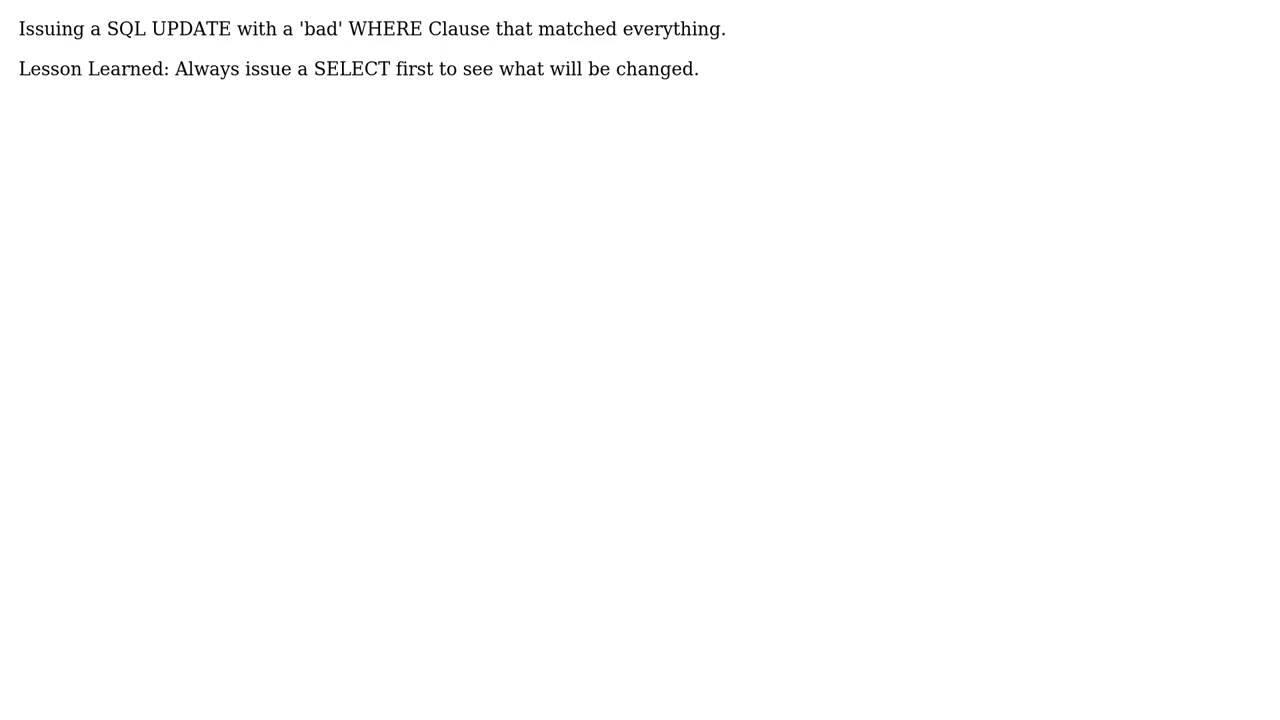 Issuing a SQL UPDATE with a 'bad' WHERE Clause that matched everything.
Lesson Learned: Always issue a SELECT first to see what will be changed.